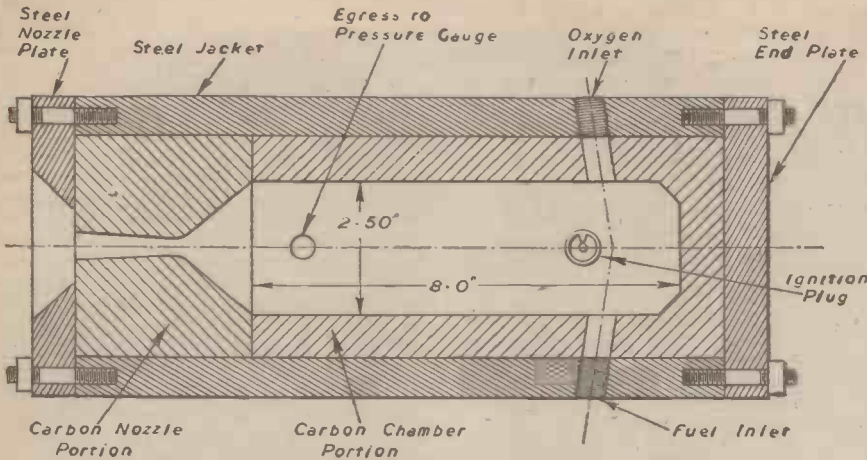 Steel
Nozzle
Plate
Steel Jacket
Egress to
Pressure Gauge
Oxygen
Inlet
Steel
End Plate
2·50"
8·0"
Ignition
Plug
Carbon Nozzle
Portion
Carbon Chamber
Portion
Fuel Inlet